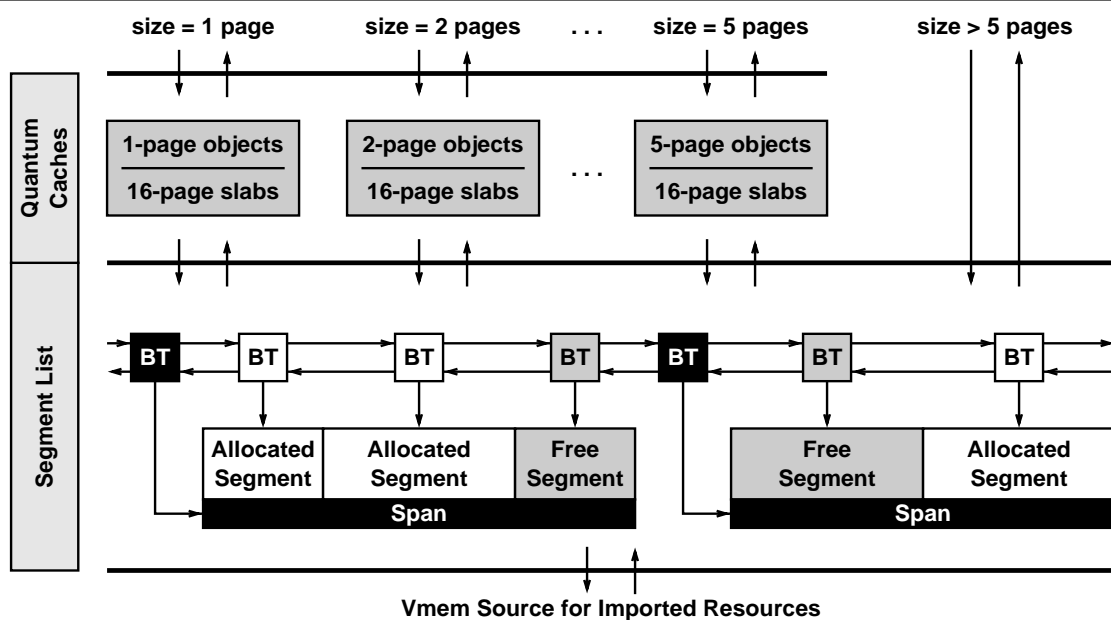 size = 1 page
size = 2 pages
. . .
size = 5 pages
size > 5 pages
Quantum
Caches
1-page objects
16-page slabs
2-page objects
16-page slabs
. . .
5-page objects
16-page slabs
Segment List
BT
BT
BT
BT
BT
BT
BT
Allocated
Segment
Allocated
Segment
Free
Segment
Free
Segment
Allocated
Segment
Span
Span
Vmem Source for Imported Resources